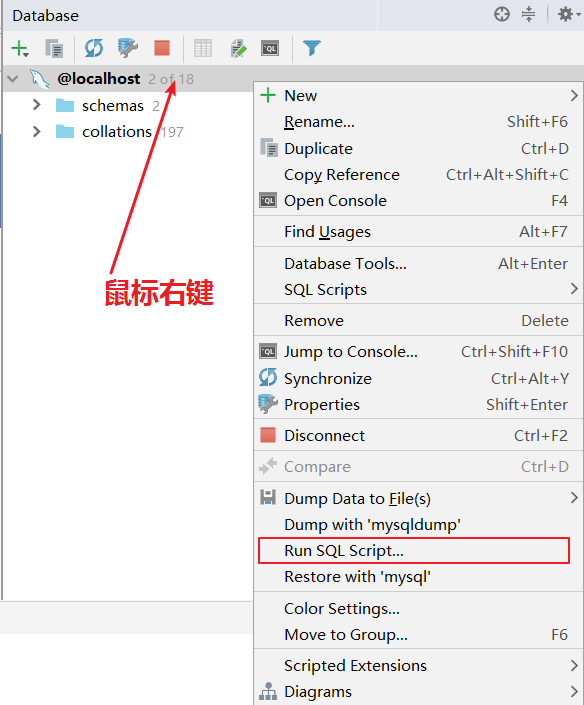 Database
@localhost 2 of 18
schemas 2
collations 197
鼠标右键
New
Rename... Shift+F6
Duplicate Ctrl+D
Copy Reference Ctrl+Alt+Shift+C
Open Console F4
Find Usages Alt+F7
Database Tools... Alt+Enter
SQL Scripts
Remove Delete
Jump to Console... Ctrl+Shift+F10
Synchronize Ctrl+Alt+Y
Properties Shift+Enter
Disconnect Ctrl+F2
Compare Ctrl+D
Dump Data to File(s)
Dump with 'mysqldump'
Run SQL Script...
Restore with 'mysql'
Color Settings...
Move to Group... F6
Scripted Extensions
Diagrams